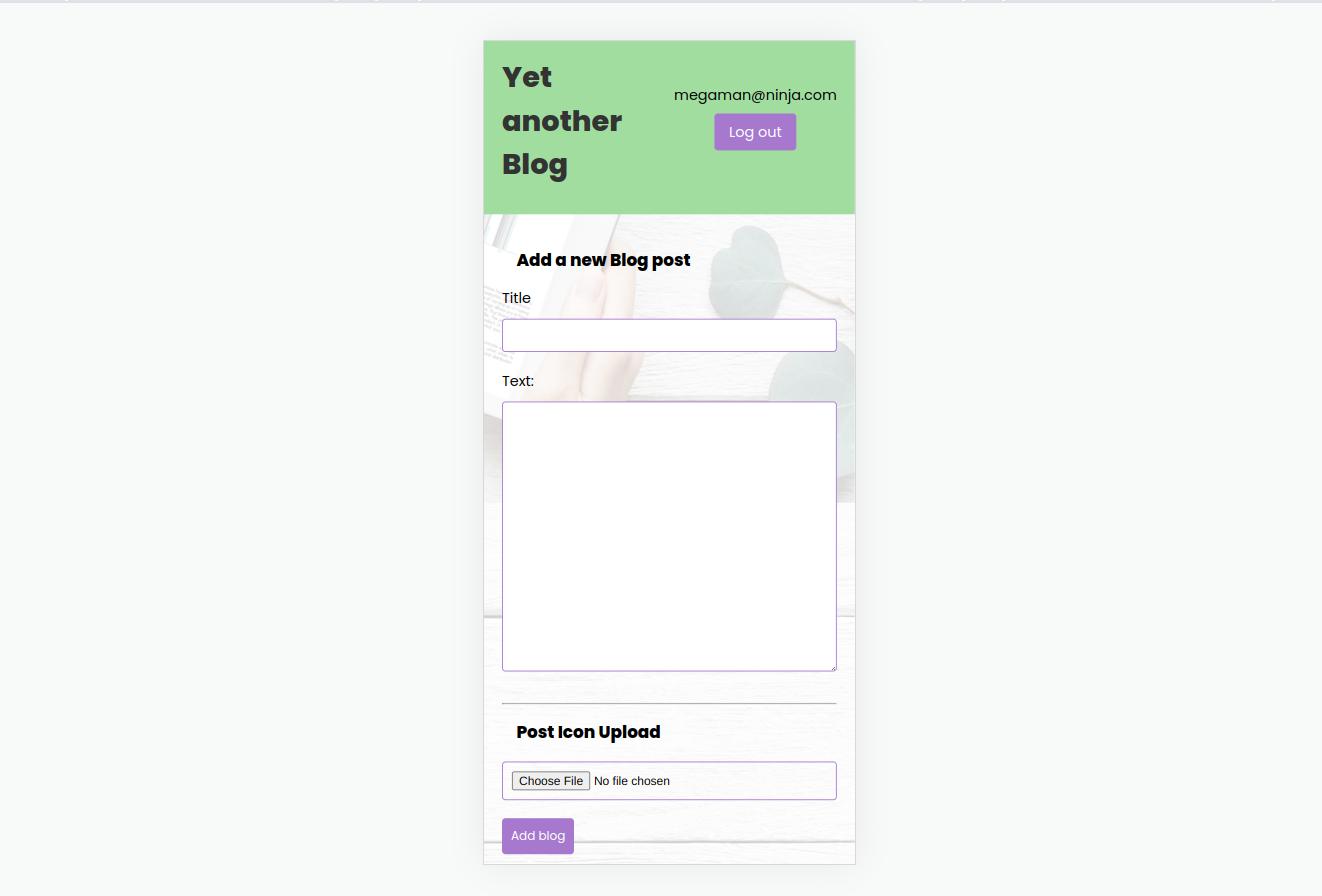 Yet
another
Blog
megaman@ninja.com
Log out
Add a new Blog post
Title
Text:
Post Icon Upload
Choose File No file chosen
Add blog